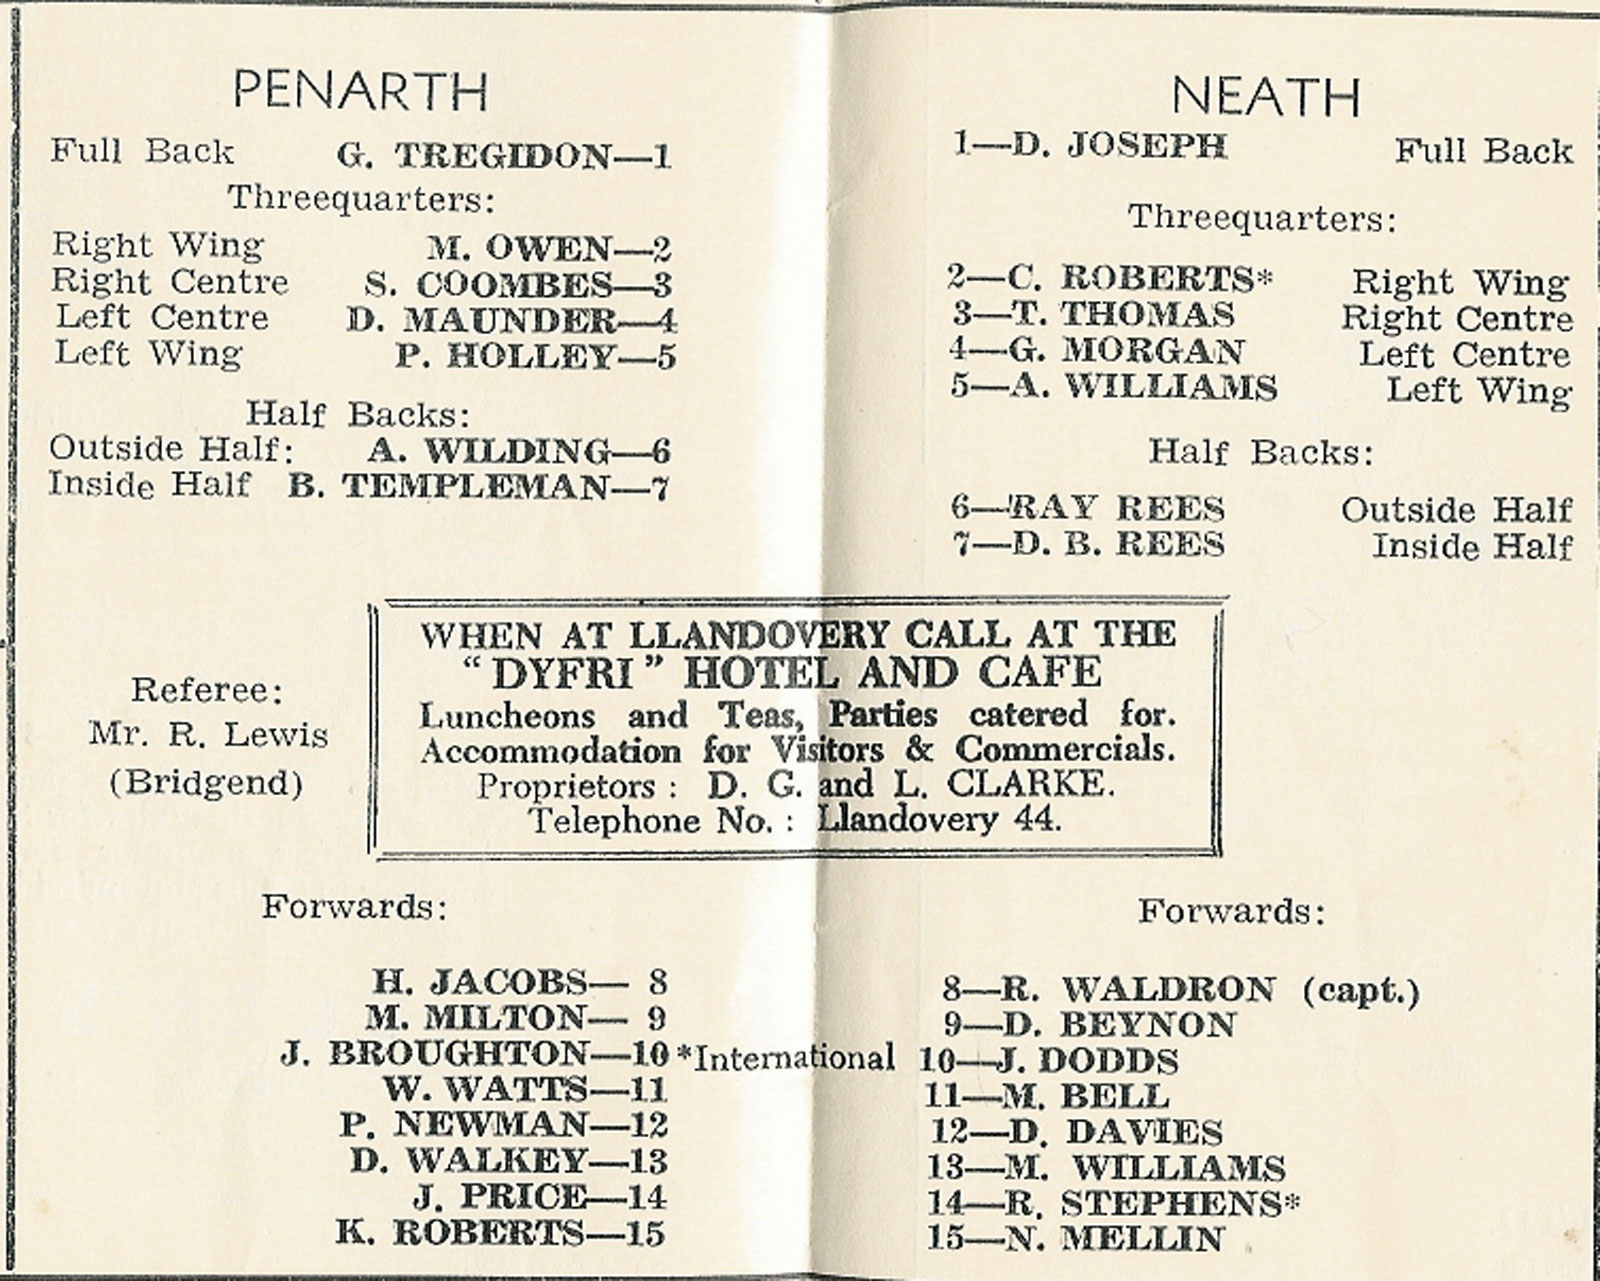 PENARTH
Full Back G. TREGIDON—1
Threequarters:
Right Wing M. OWEN—2
Right Centre S. COOMBES—3
Left Centre D. MAUNDER—4
Left Wing P. HOLLEY—5
Half Backs:
Outside Half: A. WILDING—6
Inside Half B. TEMPLEMAN—7
NEATH
1—D. JOSEPH Full Back
Threequarters:
2—C. ROBERTS* Right Wing
3—T. THOMAS Right Centre
4—G. MORGAN Left Centre
5—A. WILLIAMS Left Wing
Half Backs:
6—RAY REES Outside Half
7—D. B. REES Inside Half
Referee:
Mr. R. Lewis
(Bridgend)
WHEN AT LLANDOVERY CALL AT THE
"DYFRI" HOTEL AND CAFE
Luncheons and Teas, Parties catered for.
Accommodation for Visitors & Commercials.
Proprietors : D. G. and L. CLARKE.
Telephone No. : Llandovery 44.
Forwards:
H. JACOBS— 8
M. MILTON— 9
J. BROUGHTON—10
W. WATTS—11
P. NEWMAN—12
D. WALKEY—13
J. PRICE—14
K. ROBERTS—15
*International
Forwards:
8—R. WALDRON (capt.)
9—D. BEYNON
10—J. DODDS
11—M. BELL
12—D. DAVIES
13—M. WILLIAMS
14—R. STEPHENS*
15—N. MELLIN